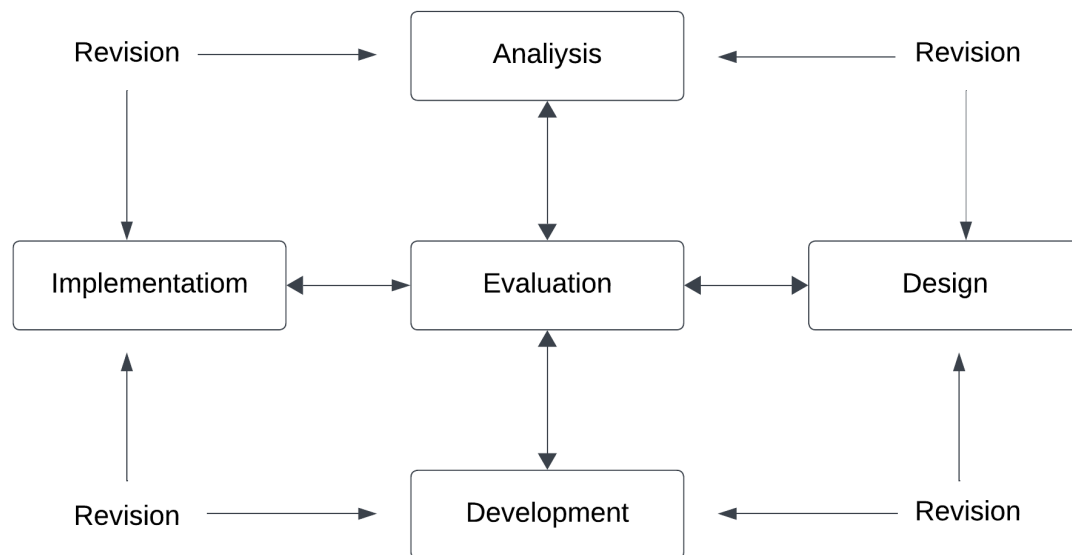 Revision
Analiysis
Revision
Implementatiom
Evaluation
Design
Revision
Development
Revision